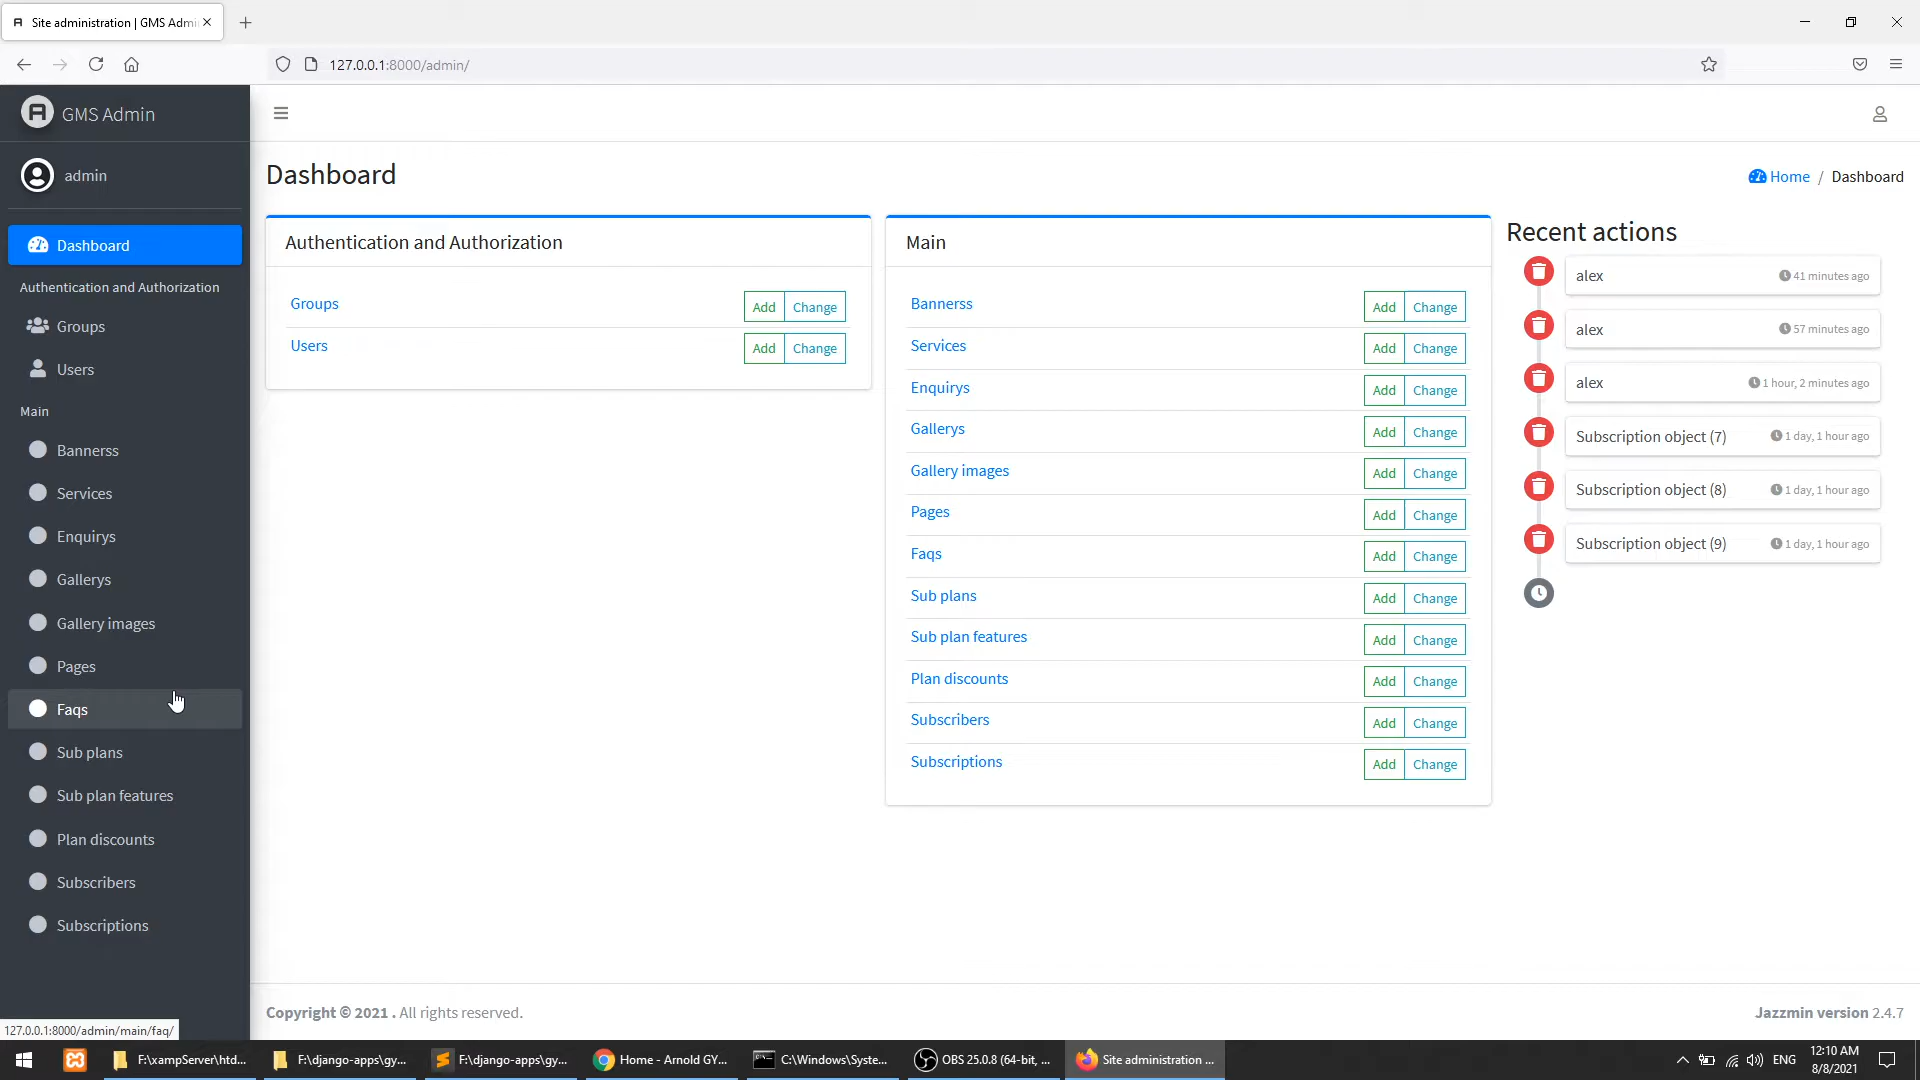 Site administration | GMS Admi
127.0.0.1:8000/admin/
GMS Admin
admin
Dashboard
Authentication and Authorization
Groups
Users
Main
Bannerss
Services
Enquirys
Gallerys
Gallery images
Pages
Faqs
Sub plans
Sub plan features
Plan discounts
Subscribers
Subscriptions
127.0.0.1:8000/admin/main/faq/
Dashboard
Home / Dashboard
Authentication and Authorization
Groups Add Change
Users Add Change
Main
Bannerss Add Change
Services Add Change
Enquirys Add Change
Gallerys Add Change
Gallery images Add Change
Pages Add Change
Faqs Add Change
Sub plans Add Change
Sub plan features Add Change
Plan discounts Add Change
Subscribers Add Change
Subscriptions Add Change
Recent actions
alex 41 minutes ago
alex 57 minutes ago
alex 1 hour, 2 minutes ago
Subscription object (7) 1 day, 1 hour ago
Subscription object (8) 1 day, 1 hour ago
Subscription object (9) 1 day, 1 hour ago
Copyright © 2021 . All rights reserved.
Jazzmin version 2.4.7
F:\xampServer\htd...
F:\django-apps\gy...
F:\django-apps\gy...
Home - Arnold GY...
C:\Windows\Syste...
OBS 25.0.8 (64-bit, ...
Site administration ...
ENG
12:10 AM
8/8/2021